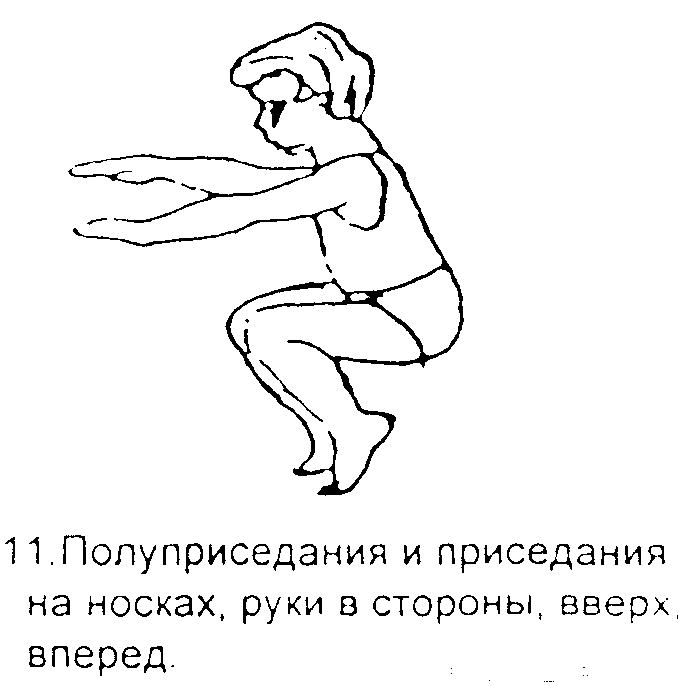 11.Полуприседания и приседания
на носках, руки в стороны, вверх,
вперед.